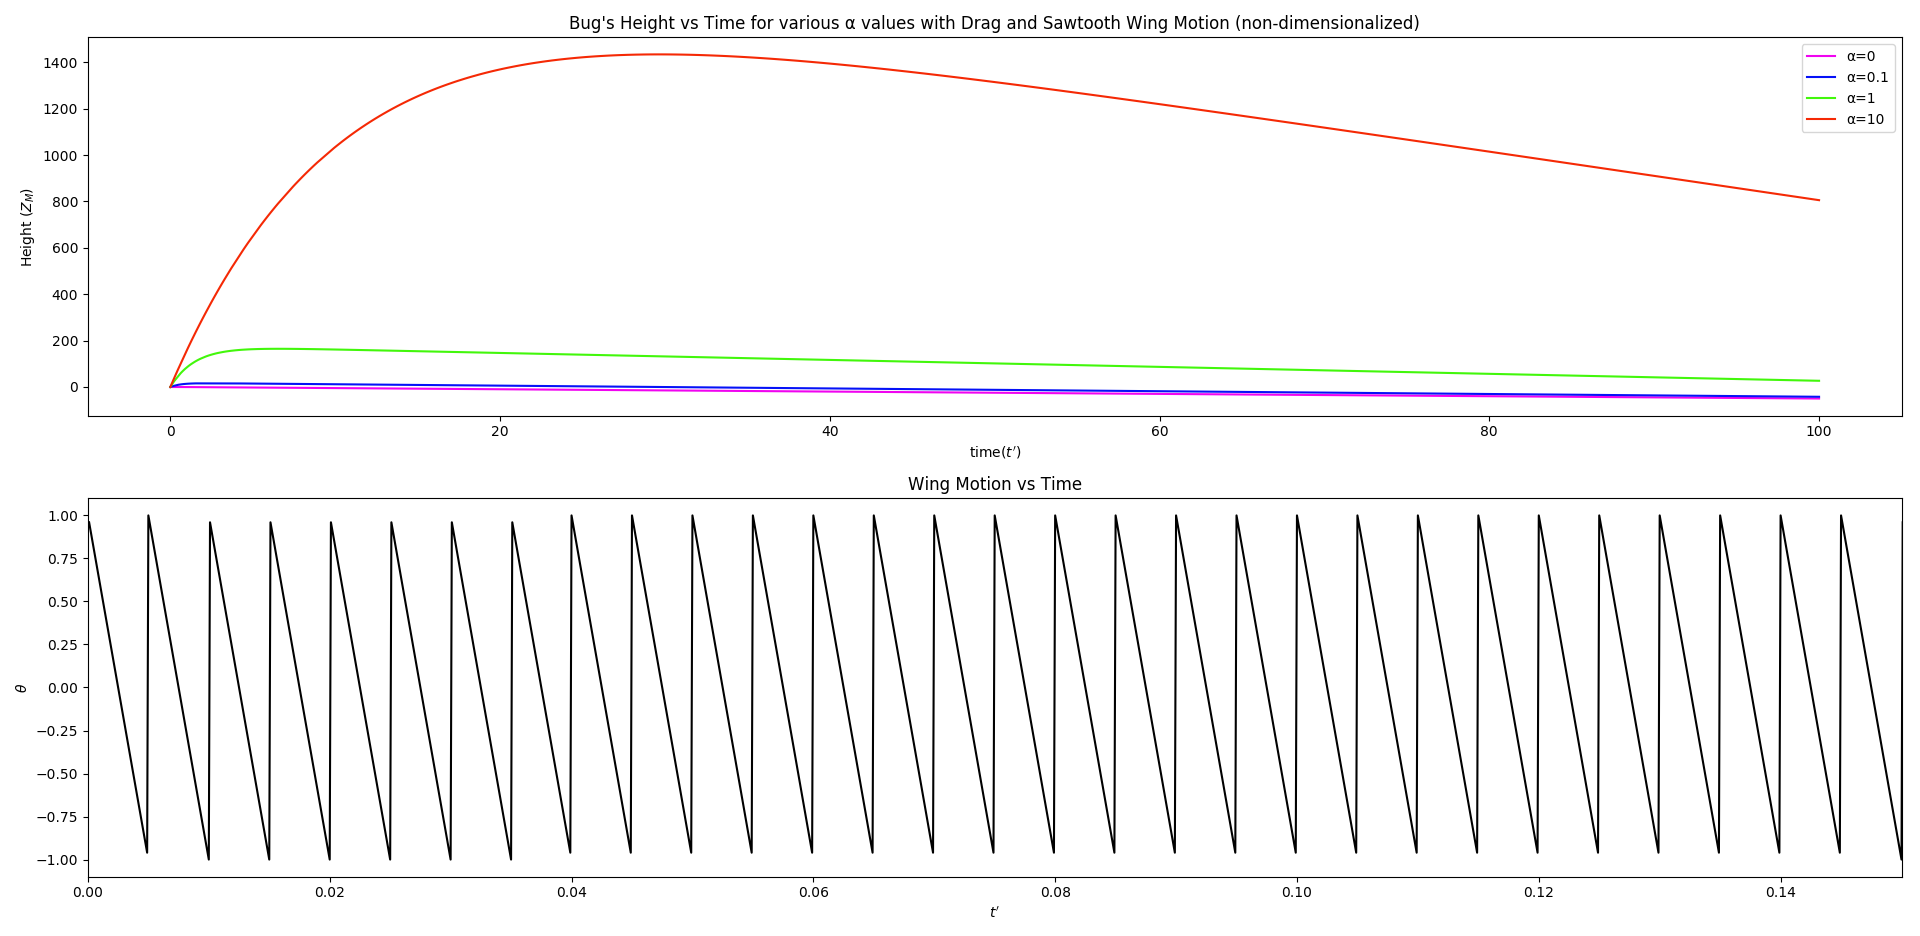 Bug's Height vs Time for various α values with Drag and Sawtooth Wing Motion (non-dimensionalized)
Height (Z_M)
1400
1200
1000
800
600
400
200
0
α=0
α=0.1
α=1
α=10
0 20 40 60 80 100
time(t′)
Wing Motion vs Time
θ
1.00
0.75
0.50
0.25
0.00
−0.25
−0.50
−0.75
−1.00
0.00 0.02 0.04 0.06 0.08 0.10 0.12 0.14
t′